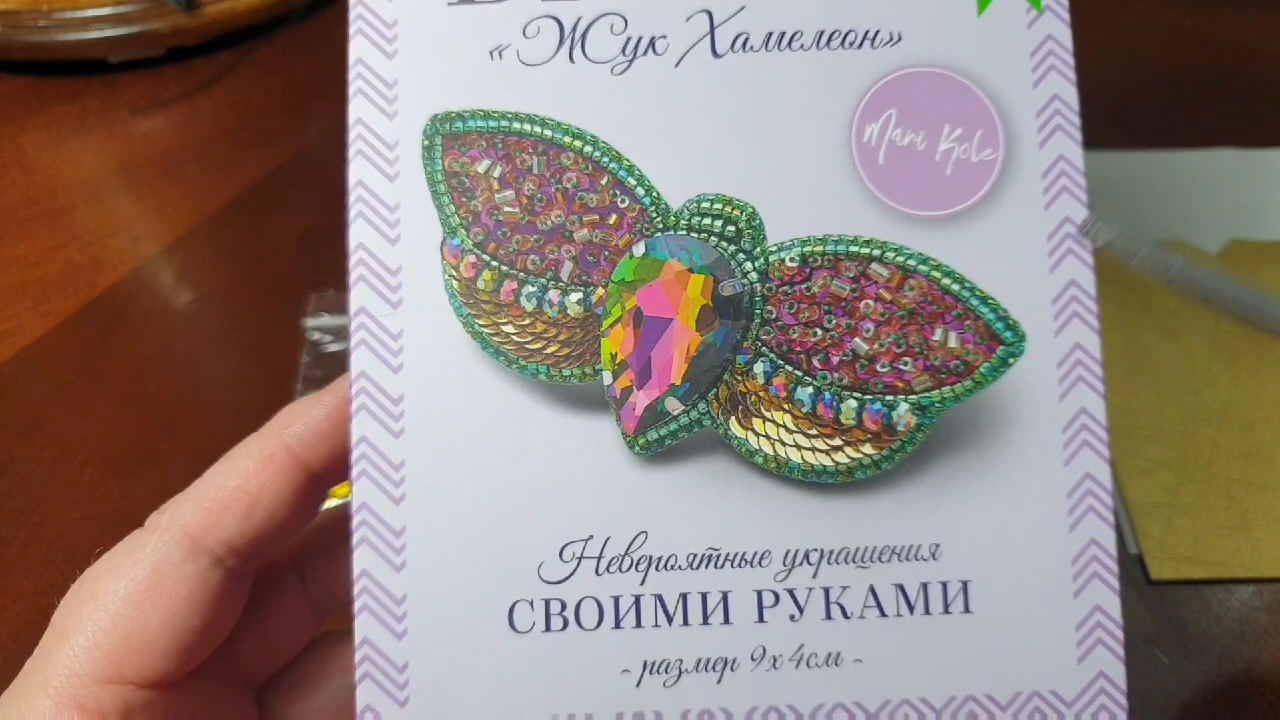 «Жук Хамелеон»
Mari Kole
Невероятные украшения
СВОИМИ РУКАМИ
- размер 9х4см -